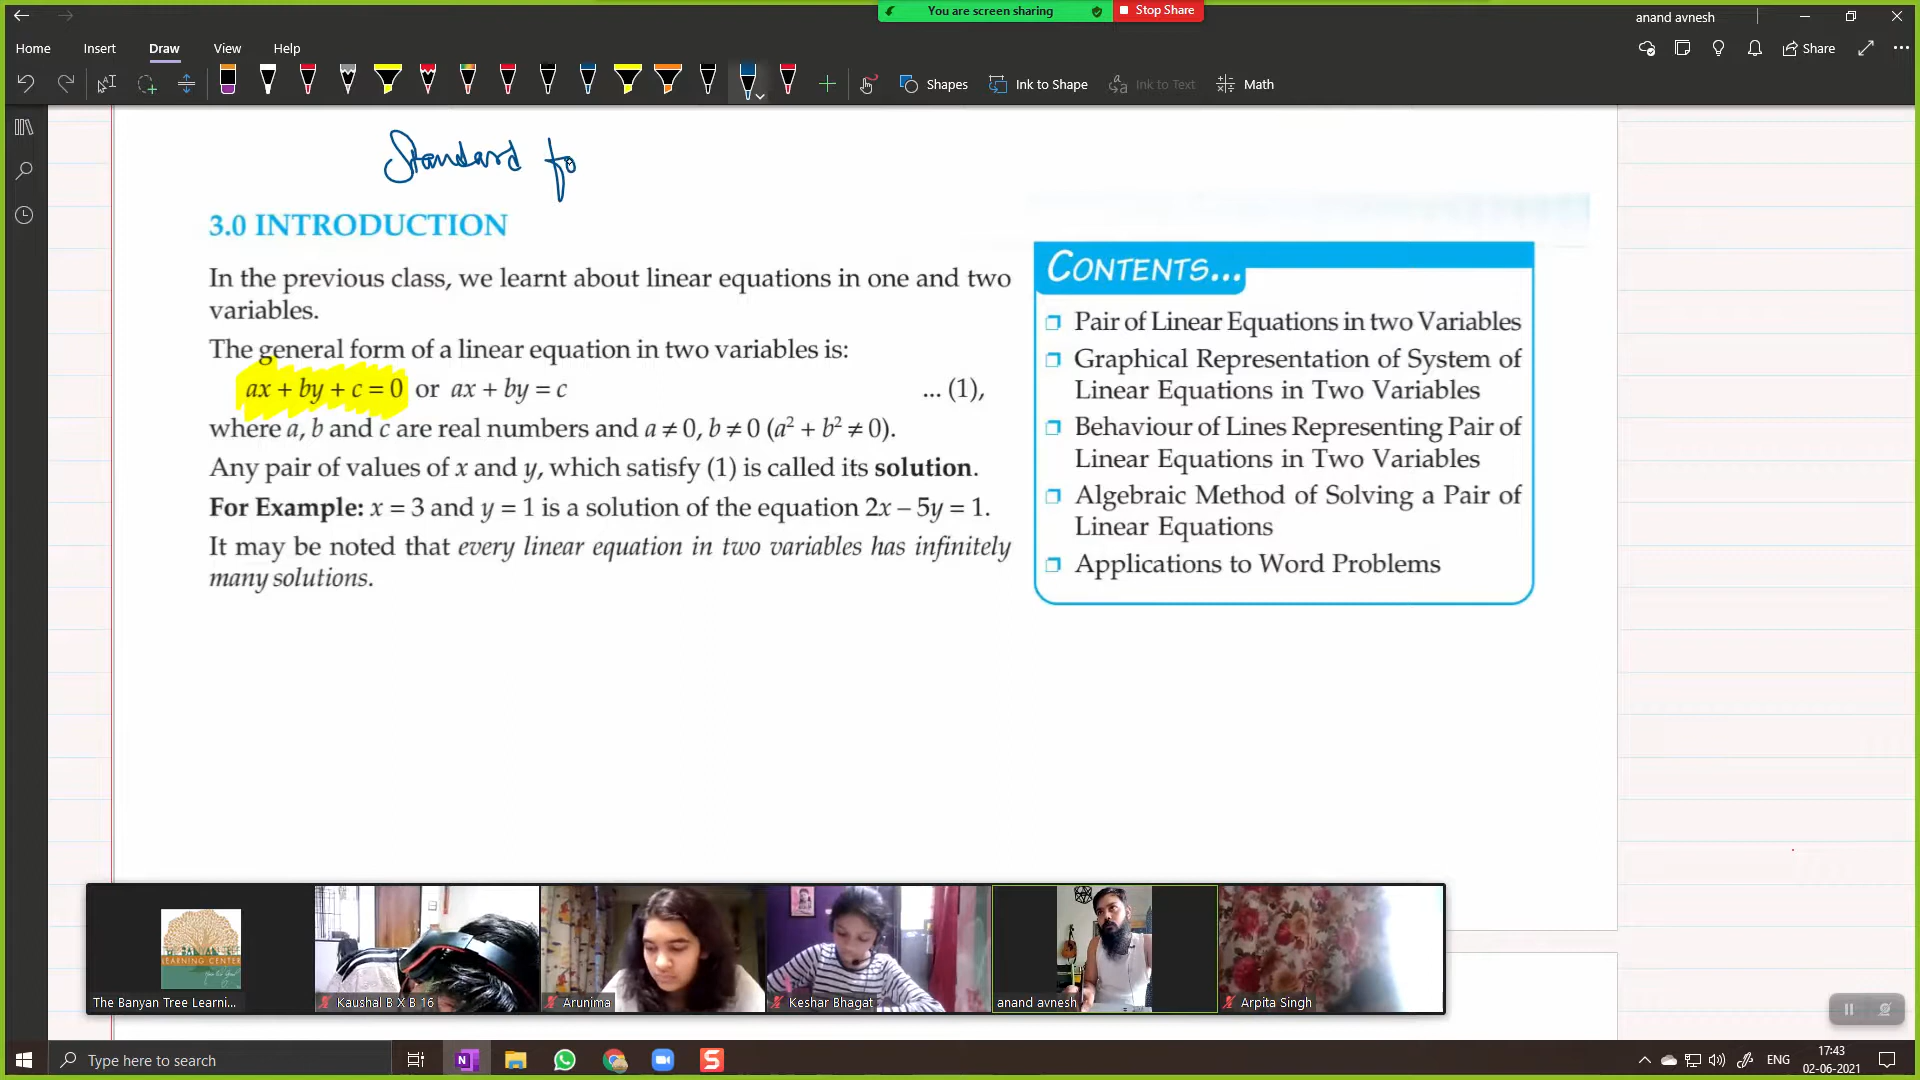 You are screen sharing
Stop Share
anand avnesh
Home Insert Draw View Help
Share
Shapes Ink to Shape Ink to Text Math
Standard fo
3.0 INTRODUCTION
In the previous class, we learnt about linear equations in one and two
variables.
The general form of a linear equation in two variables is:
ax + by + c = 0 or ax + by = c ... (1),
where a, b and c are real numbers and a ≠ 0, b ≠ 0 (a² + b² ≠ 0).
Any pair of values of x and y, which satisfy (1) is called its solution.
For Example: x = 3 and y = 1 is a solution of the equation 2x – 5y = 1.
It may be noted that every linear equation in two variables has infinitely
many solutions.
CONTENTS...
Pair of Linear Equations in two Variables
Graphical Representation of System of
Linear Equations in Two Variables
Behaviour of Lines Representing Pair of
Linear Equations in Two Variables
Algebraic Method of Solving a Pair of
Linear Equations
Applications to Word Problems
LEARNING CENTER
The Banyan Tree Learni...
Kaushal B X B 16
Arunima
Keshar Bhagat
anand avnesh
Arpita Singh
Type here to search
ENG
17:43
02-06-2021